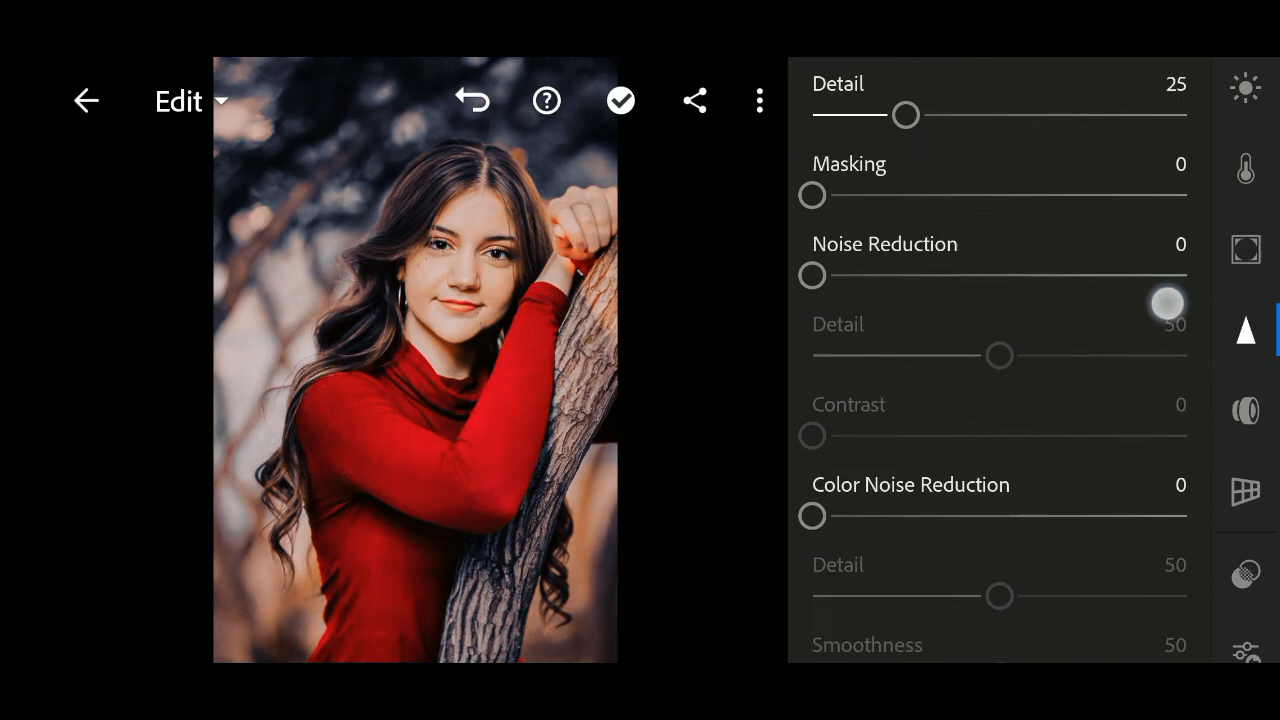 Edit
Detail 25
Masking 0
Noise Reduction 0
Detail 50
Contrast 0
Color Noise Reduction 0
Detail 50
Smoothness 50